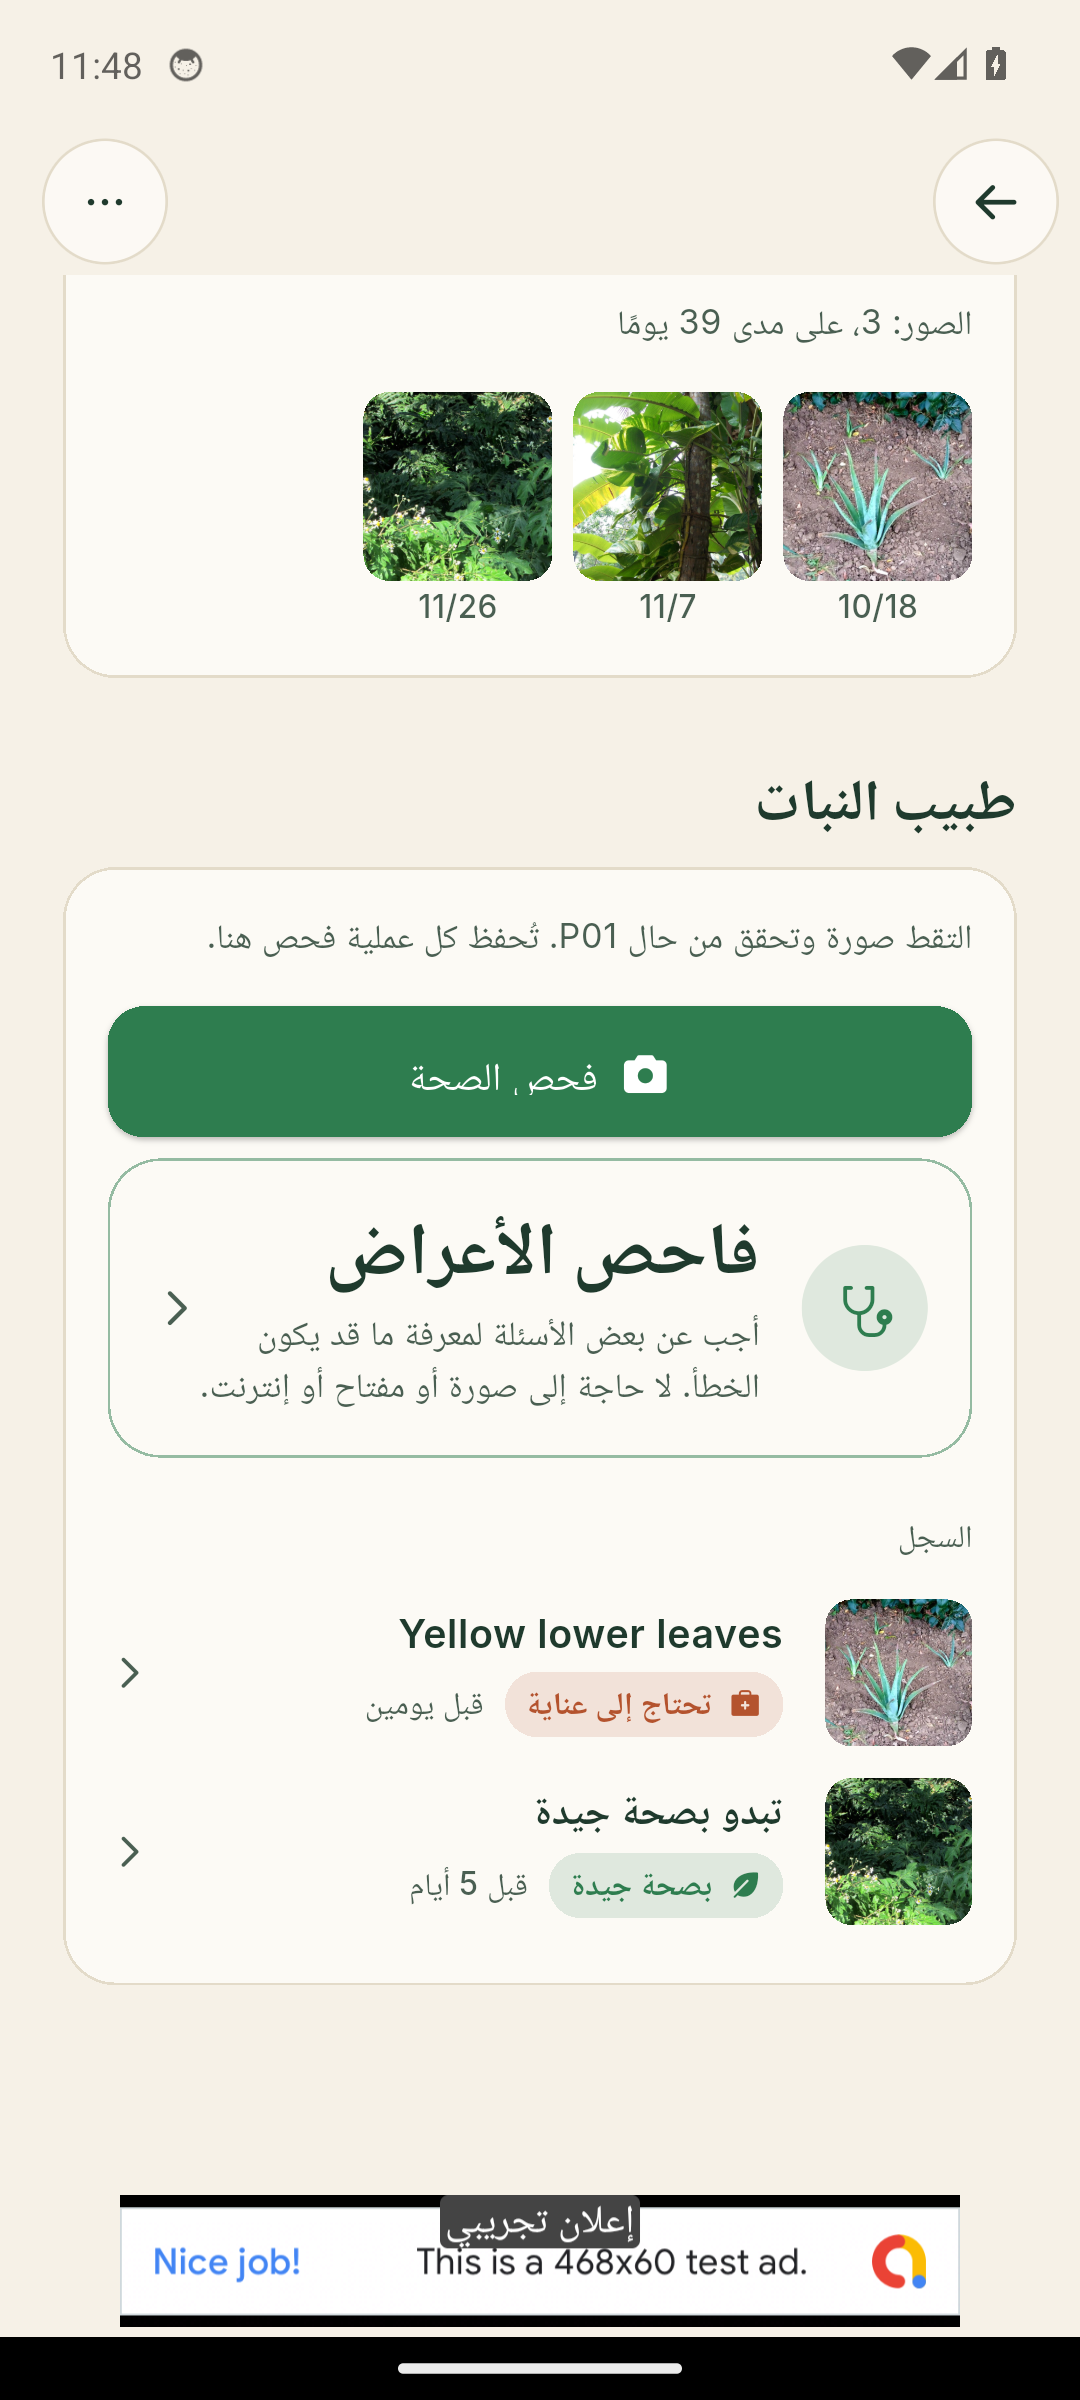 11:48
الصور: 3، على مدى 39 يومًا
10/18
11/7
11/26
طبيب النبات
التقط صورة وتحقق من حال P01. تُحفظ كل عملية فحص هنا.
فحص الصحة
فاحص الأعراض
أجب عن بعض الأسئلة لمعرفة ما قد يكون
الخطأ. لا حاجة إلى صورة أو مفتاح أو إنترنت.
السجل
Yellow lower leaves
تحتاج إلى عناية
قبل يومين
تبدو بصحة جيدة
بصحة جيدة
قبل 5 أيام
إعلان تجريبي
Nice job!
This is a 468x60 test ad.